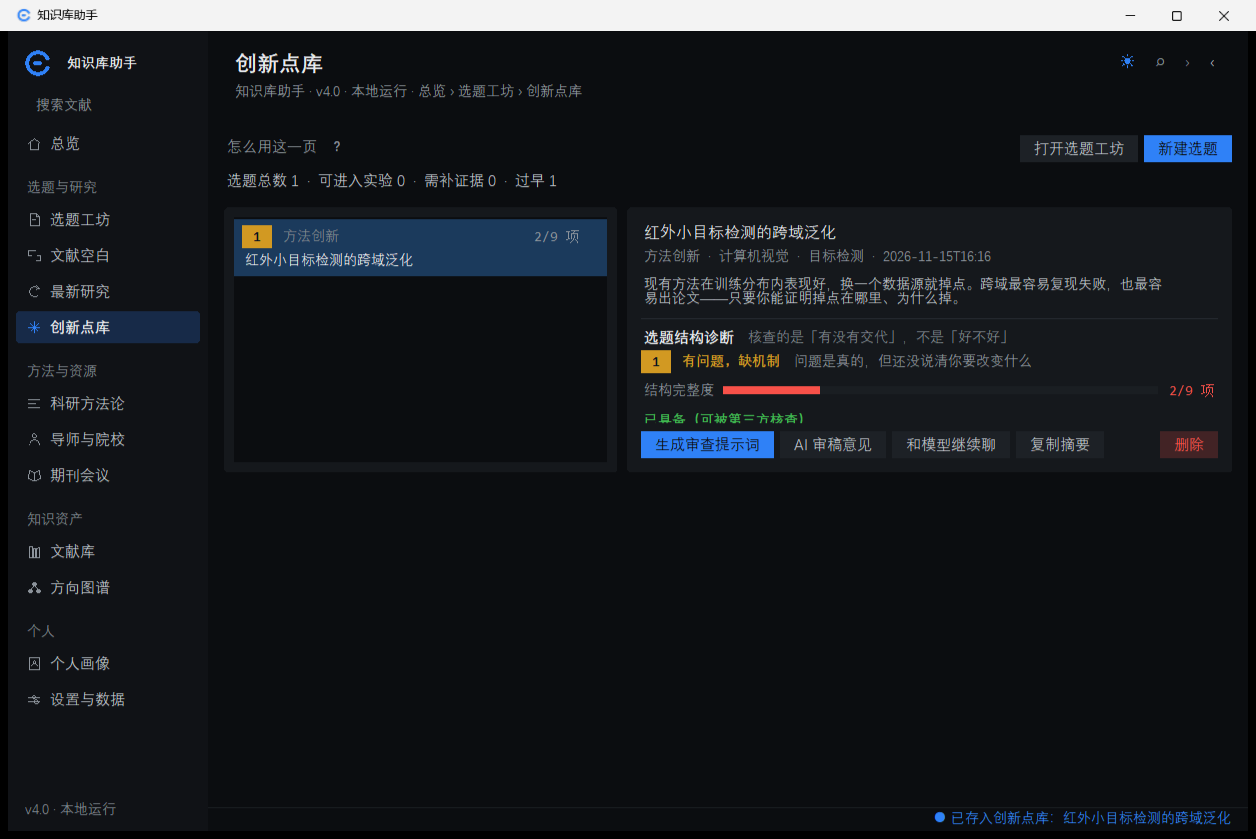 知识库助手
知识库助手
搜索文献
总览
选题与研究
选题工坊
文献空白
最新研究
创新点库
方法与资源
科研方法论
导师与院校
期刊会议
知识资产
文献库
方向图谱
个人
个人画像
设置与数据
v4.0 · 本地运行
创新点库
知识库助手 · v4.0 · 本地运行 · 总览 › 选题工坊 › 创新点库
怎么用这一页 ?
打开选题工坊 新建选题
选题总数 1 · 可进入实验 0 · 需补证据 0 · 过早 1
1 方法创新 2/9 项
红外小目标检测的跨域泛化
红外小目标检测的跨域泛化
方法创新 · 计算机视觉 · 目标检测 · 2026-11-15T16:16
现有方法在训练分布内表现好，换一个数据源就掉点。跨域最容易复现失败，也最容
易出论文——只要你能证明掉点在哪里、为什么掉。
选题结构诊断 核查的是「有没有交代」，不是「好不好」
1 有问题，缺机制 问题是真的，但还没说清你要改变什么
结构完整度 2/9 项
已具备（可被第三方核查）
生成审查提示词 AI 审稿意见 和模型继续聊 复制摘要 删除
已存入创新点库：红外小目标检测的跨域泛化